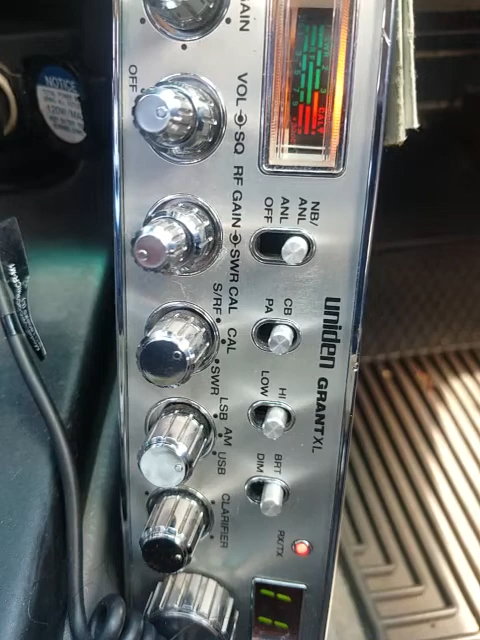 GAIN
OFF
VOL
SQ
RF GAIN
SWR CAL
S/RF
CAL
SWR
LSB
AM
USB
CLARIFIER
NB/
ANL
ANL
OFF
CB
PA
HI
LOW
BRT
DIM
RX/TX
uniden GRANT XL
NOTICE